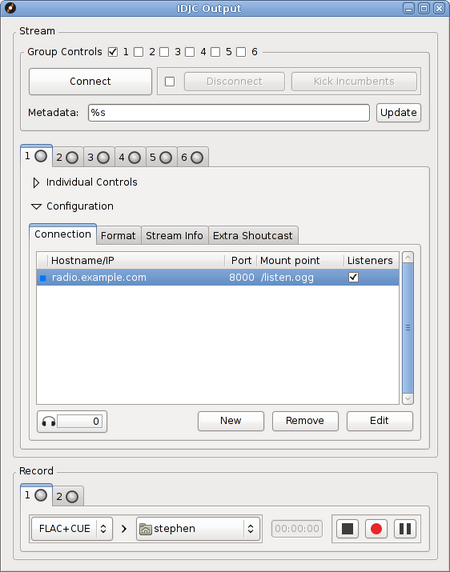 IDJC Output
Stream
Group Controls 1 2 3 4 5 6
Connect Disconnect Kick Incumbents
Metadata: %s Update
1 2 3 4 5 6
Individual Controls
Configuration
Connection Format Stream Info Extra Shoutcast
Hostname/IP Port Mount point Listeners
radio.example.com 8000 /listen.ogg
0 New Remove Edit
Record
1 2
FLAC+CUE stephen 00:00:00